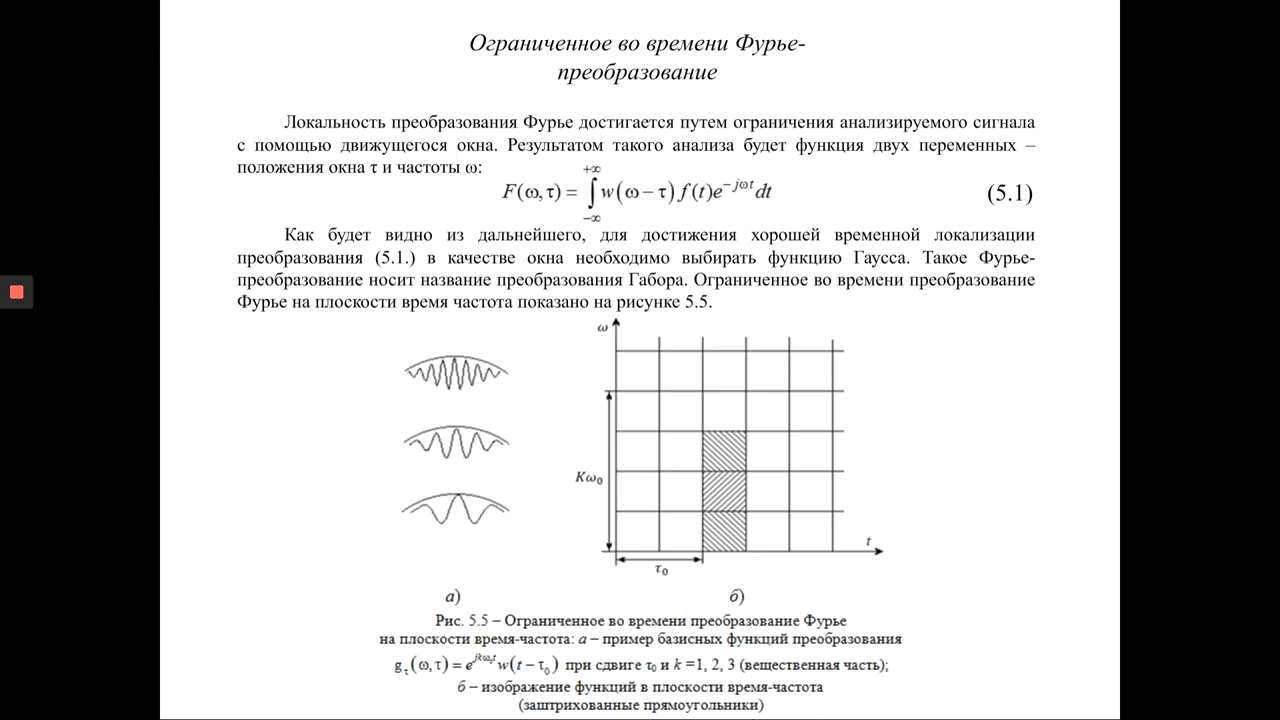 Ограниченное во времени Фурье-
преобразование
Локальность преобразования Фурье достигается путем ограничения анализируемого сигнала
с помощью движущегося окна. Результатом такого анализа будет функция двух переменных –
положения окна τ и частоты ω:
F(ω, τ) = ∫_{−∞}^{+∞} w(ω − τ) f(t)e^{−jωt} dt (5.1)
Как будет видно из дальнейшего, для достижения хорошей временной локализации
преобразования (5.1.) в качестве окна необходимо выбирать функцию Гаусса. Такое Фурье-
преобразование носит название преобразования Габора. Ограниченное во времени преобразование
Фурье на плоскости время частота показано на рисунке 5.5.
ω
Kω₀
t
τ₀
а) б)
Рис. 5.5 – Ограниченное во времени преобразование Фурье
на плоскости время-частота: а – пример базисных функций преобразования
g_τ(ω, τ) = e^{jkω₀t} w(t − τ₀) при сдвиге τ₀ и k =1, 2, 3 (вещественная часть);
б – изображение функций в плоскости время-частота
(заштрихованные прямоугольники)